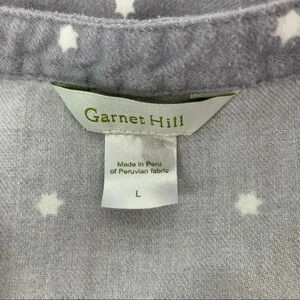 Garnet Hill
Made in Peru
of Peruvian fabric
L